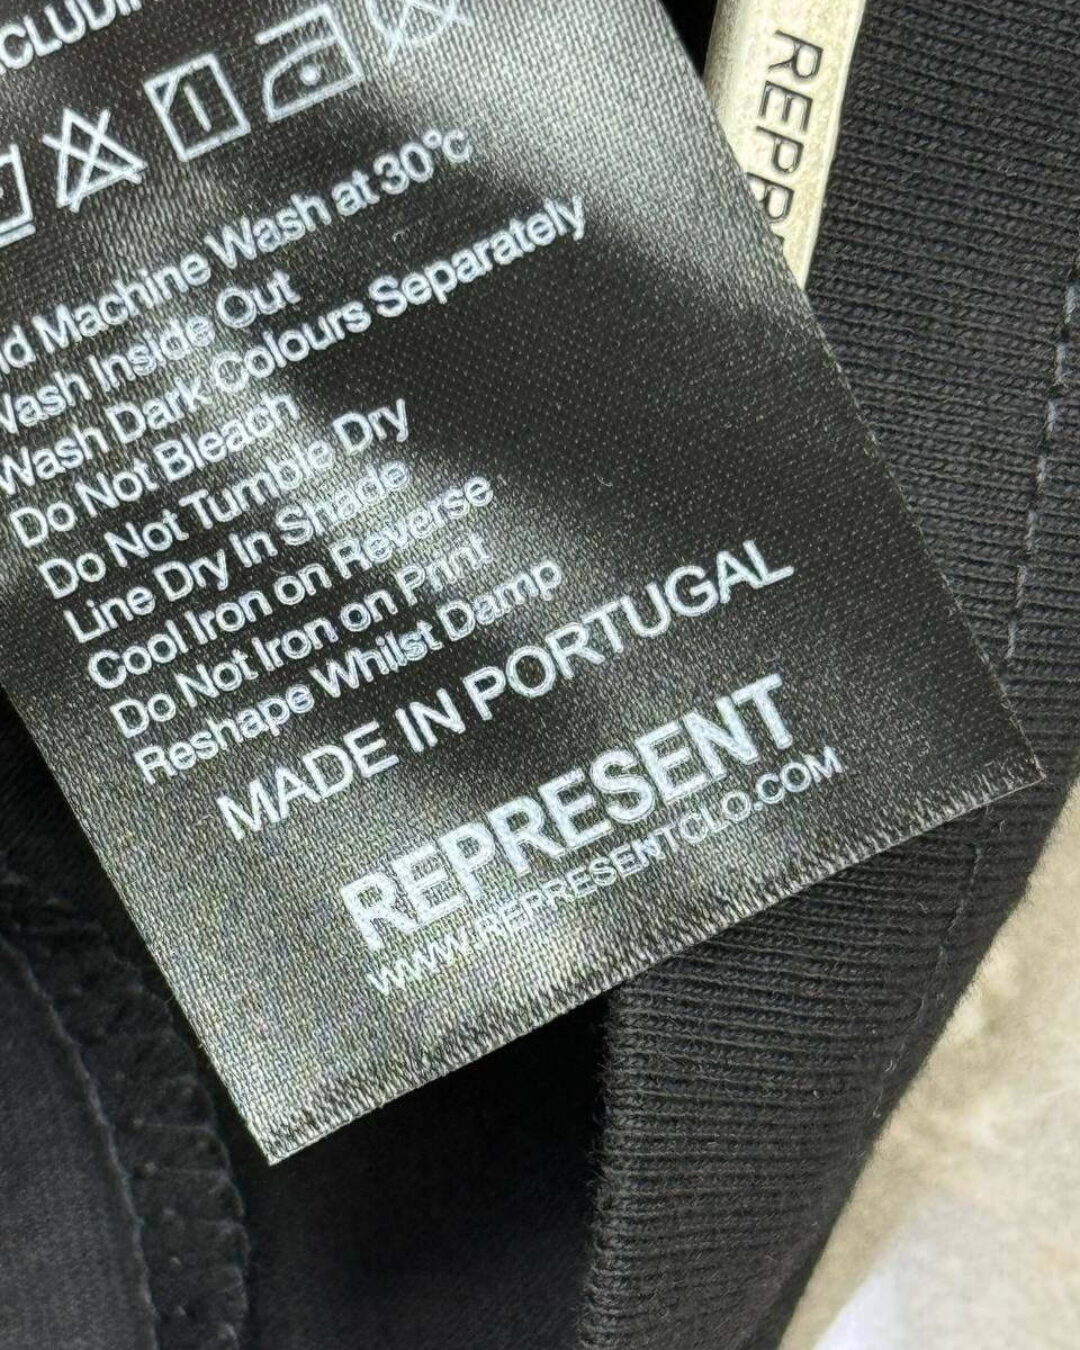 Machine Wash at 30°c
Wash Inside Out
Wash Dark Colours Separately
Do Not Bleach
Do Not Tumble Dry
Line Dry In Shade
Cool Iron on Reverse
Do Not Iron on Print
Reshape Whilst Damp
MADE IN PORTUGAL
REPRESENT
WWW.REPRESENTCLO.COM
REPR